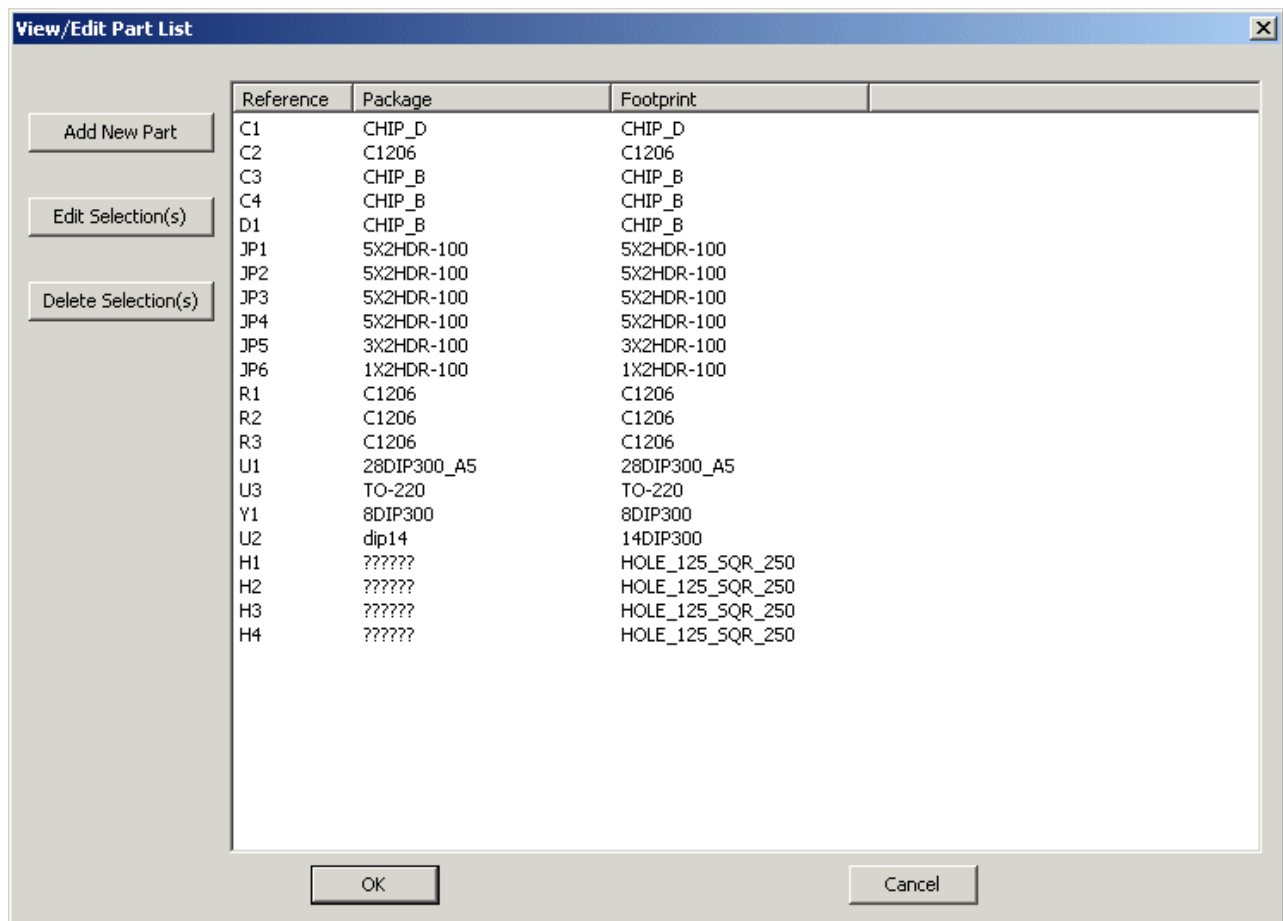 View/Edit Part List
Reference Package Footprint
Add New Part
Edit Selection(s)
Delete Selection(s)
C1 CHIP_D CHIP_D
C2 C1206 C1206
C3 CHIP_B CHIP_B
C4 CHIP_B CHIP_B
D1 CHIP_B CHIP_B
JP1 5X2HDR-100 5X2HDR-100
JP2 5X2HDR-100 5X2HDR-100
JP3 5X2HDR-100 5X2HDR-100
JP4 5X2HDR-100 5X2HDR-100
JP5 3X2HDR-100 3X2HDR-100
JP6 1X2HDR-100 1X2HDR-100
R1 C1206 C1206
R2 C1206 C1206
R3 C1206 C1206
U1 28DIP300_A5 28DIP300_A5
U3 TO-220 TO-220
Y1 8DIP300 8DIP300
U2 dip14 14DIP300
H1 ?????? HOLE_125_SQR_250
H2 ?????? HOLE_125_SQR_250
H3 ?????? HOLE_125_SQR_250
H4 ?????? HOLE_125_SQR_250
OK Cancel